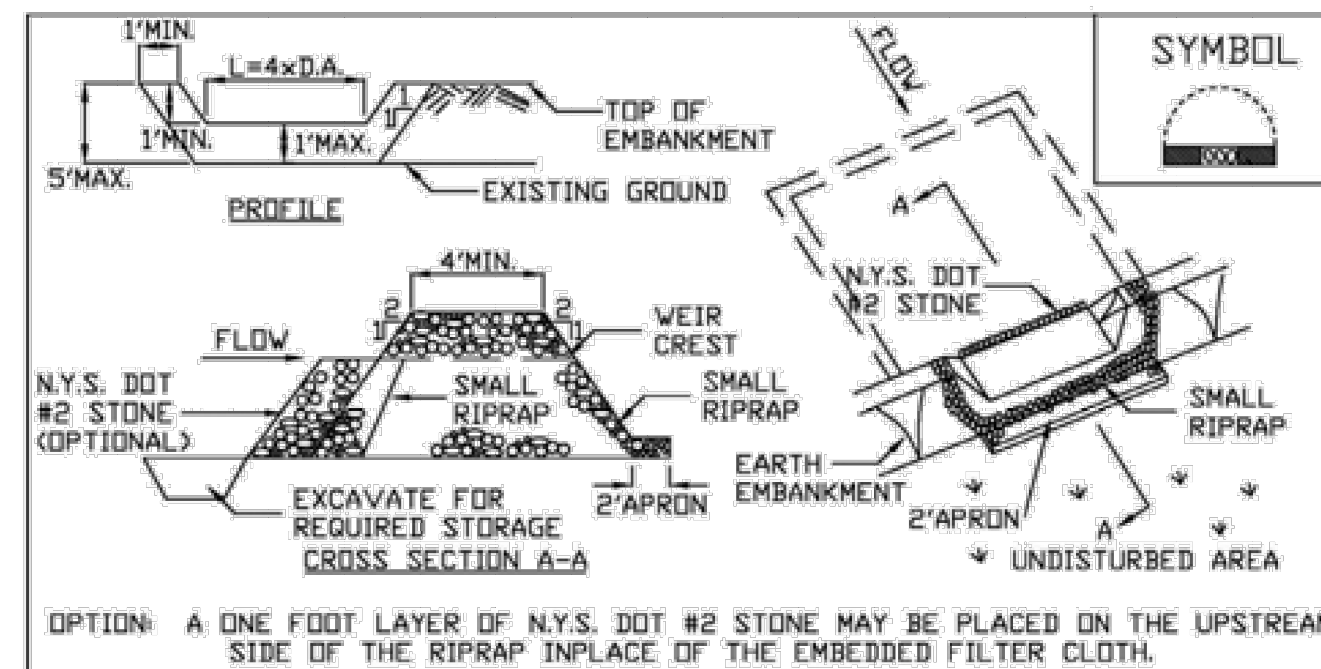 1'MIN.
L=4xD.A.
1
1
TOP OF
EMBANKMENT
1'MIN.
1'MAX.
5'MAX.
EXISTING GROUND
PROFILE
FLOW
SYMBOL
A
N.Y.S. DOT
#2 STONE
SMALL
RIPRAP
EARTH
EMBANKMENT
2'APRON
A
UNDISTURBED AREA
4'MIN.
2
1
2
1
FLOW
WEIR
CREST
N.Y.S. DOT
#2 STONE
(OPTIONAL)
SMALL
RIPRAP
SMALL
RIPRAP
EXCAVATE FOR
REQUIRED STORAGE
2'APRON
CROSS SECTION A-A
OPTION: A ONE FOOT LAYER OF N.Y.S. DOT #2 STONE MAY BE PLACED ON THE UPSTREAM
SIDE OF THE RIPRAP INPLACE OF THE EMBEDDED FILTER CLOTH.